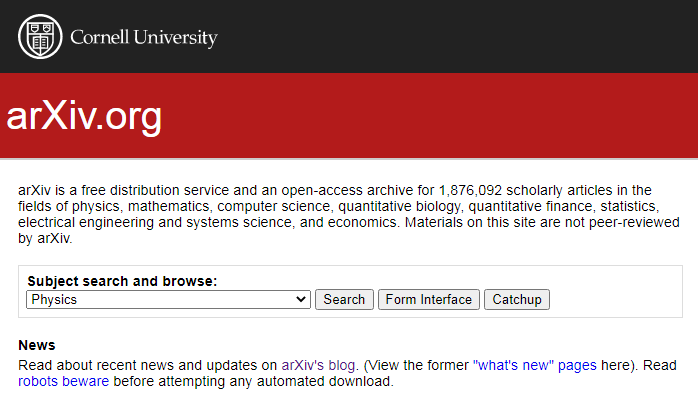 Cornell University
arXiv.org
arXiv is a free distribution service and an open-access archive for 1,876,092 scholarly articles in the
fields of physics, mathematics, computer science, quantitative biology, quantitative finance, statistics,
electrical engineering and systems science, and economics. Materials on this site are not peer-reviewed
by arXiv.
Subject search and browse:
Physics Search Form Interface Catchup
News
Read about recent news and updates on arXiv's blog. (View the former "what's new" pages here). Read
robots beware before attempting any automated download.